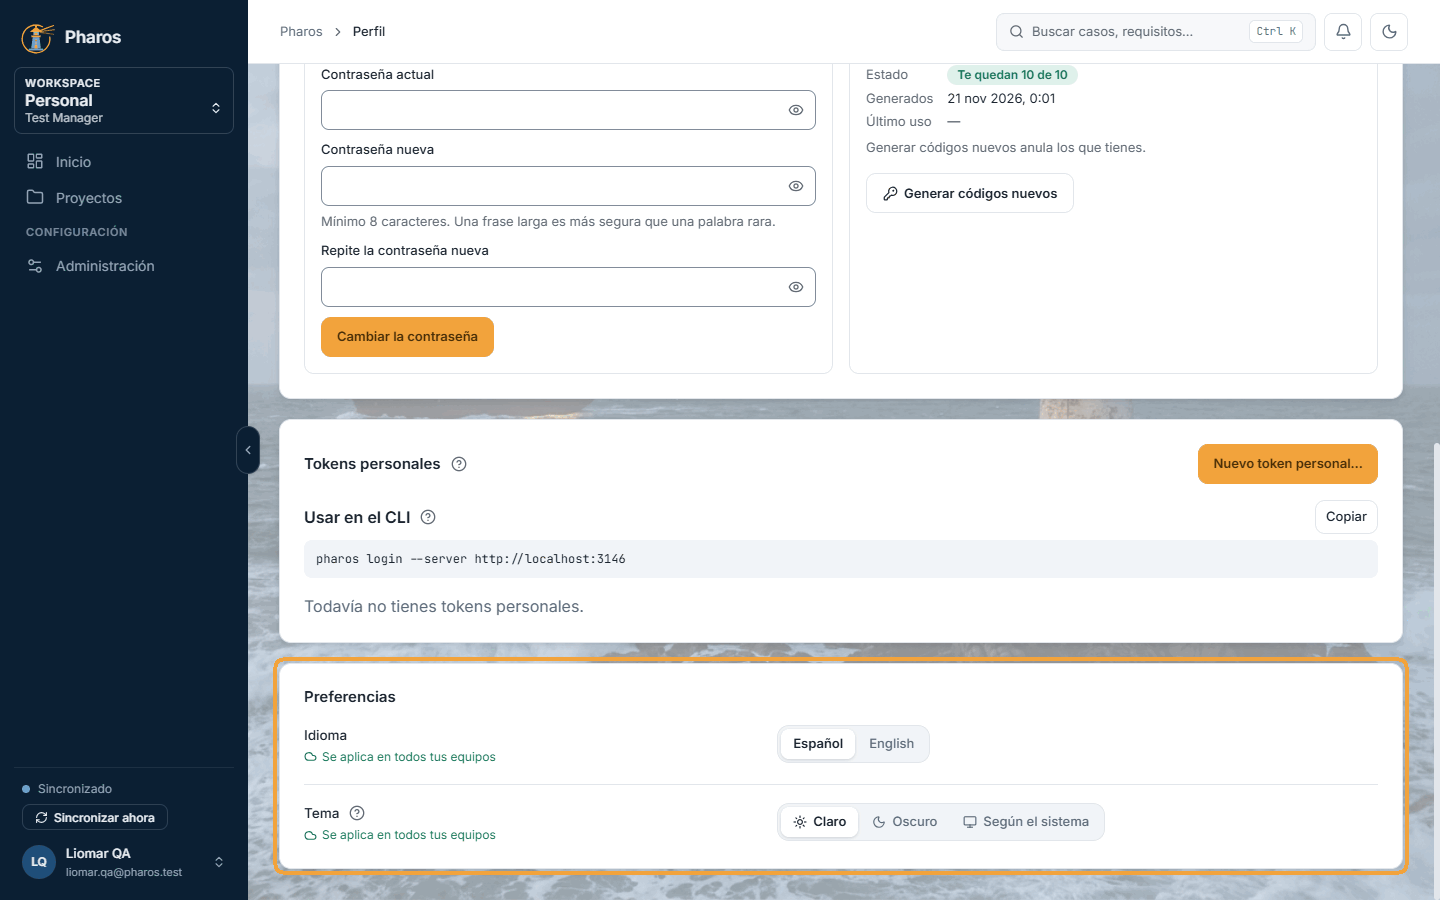 Pharos
WORKSPACE
Personal
Test Manager
Inicio
Proyectos
CONFIGURACIÓN
Administración
Sincronizado
Sincronizar ahora
LQ
Liomar QA
liomar.qa@pharos.test
Pharos > Perfil
Buscar casos, requisitos...
Ctrl K
Contraseña actual
Contraseña nueva
Mínimo 8 caracteres. Una frase larga es más segura que una palabra rara.
Repite la contraseña nueva
Cambiar la contraseña
Estado Te quedan 10 de 10
Generados 21 nov 2026, 0:01
Último uso —
Generar códigos nuevos anula los que tienes.
Generar códigos nuevos
Tokens personales
Nuevo token personal...
Usar en el CLI
Copiar
pharos login --server http://localhost:3146
Todavía no tienes tokens personales.
Preferencias
Idioma
Se aplica en todos tus equipos
Español English
Tema
Se aplica en todos tus equipos
Claro Oscuro Según el sistema